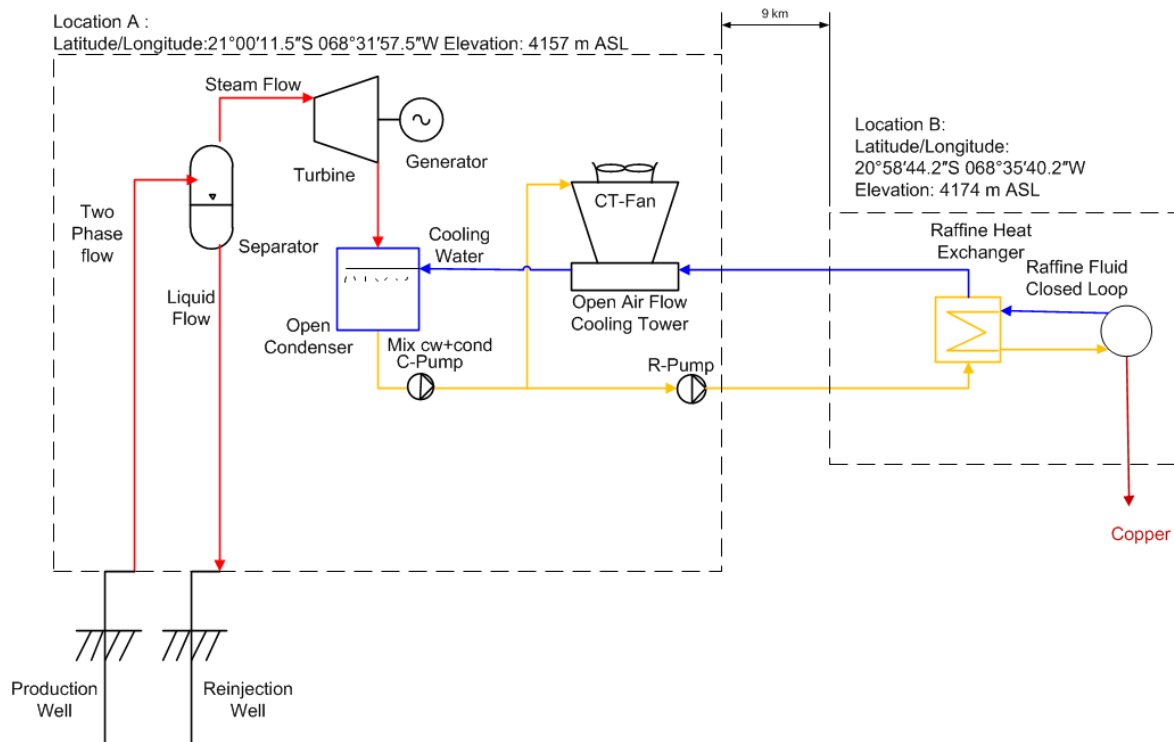 Location A :
Latitude/Longitude:21°00′11.5″S 068°31′57.5″W Elevation: 4157 m ASL
9 km
Steam Flow
Turbine
Generator
Two
Phase
flow
Separator
Liquid
Flow
Cooling
Water
Open
Condenser
Mix cw+cond
C-Pump
CT-Fan
Open Air Flow
Cooling Tower
R-Pump
Location B:
Latitude/Longitude:
20°58′44.2″S 068°35′40.2″W
Elevation: 4174 m ASL
Raffine Heat
Exchanger
Raffine Fluid
Closed Loop
Copper
Production
Well
Reinjection
Well